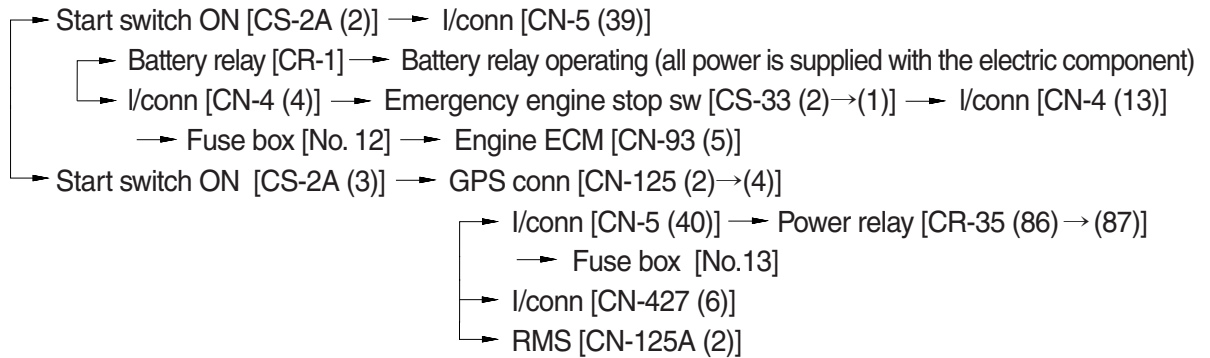 Start switch ON [CS-2A (2)] → I/conn [CN-5 (39)]
Battery relay [CR-1] → Battery relay operating (all power is supplied with the electric component)
I/conn [CN-4 (4)] → Emergency engine stop sw [CS-33 (2)→(1)] → I/conn [CN-4 (13)]
→ Fuse box [No. 12] → Engine ECM [CN-93 (5)]
Start switch ON [CS-2A (3)] → GPS conn [CN-125 (2)→(4)]
I/conn [CN-5 (40)] → Power relay [CR-35 (86)→(87)]
→ Fuse box [No.13]
I/conn [CN-427 (6)]
RMS [CN-125A (2)]